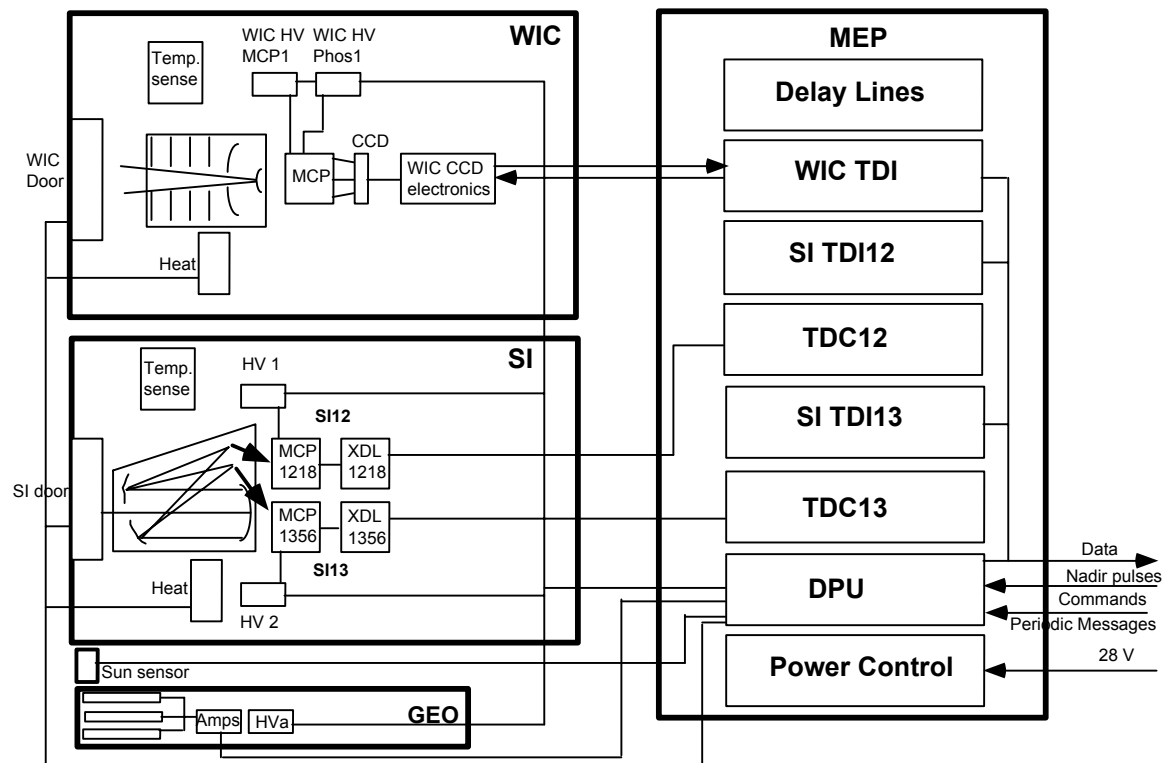 WIC
Temp.
sense
WIC HV
MCP1
WIC HV
Phos1
CCD
WIC
Door
MCP
WIC CCD
electronics
Heat
SI
Temp.
sense
HV 1
SI12
MCP
1218
XDL
1218
SI door
MCP
1356
XDL
1356
SI13
Heat
HV 2
Sun sensor
GEO
Amps
HVa
MEP
Delay Lines
WIC TDI
SI TDI12
TDC12
SI TDI13
TDC13
DPU
Power Control
Data
Nadir pulses
Commands
Periodic Messages
28 V